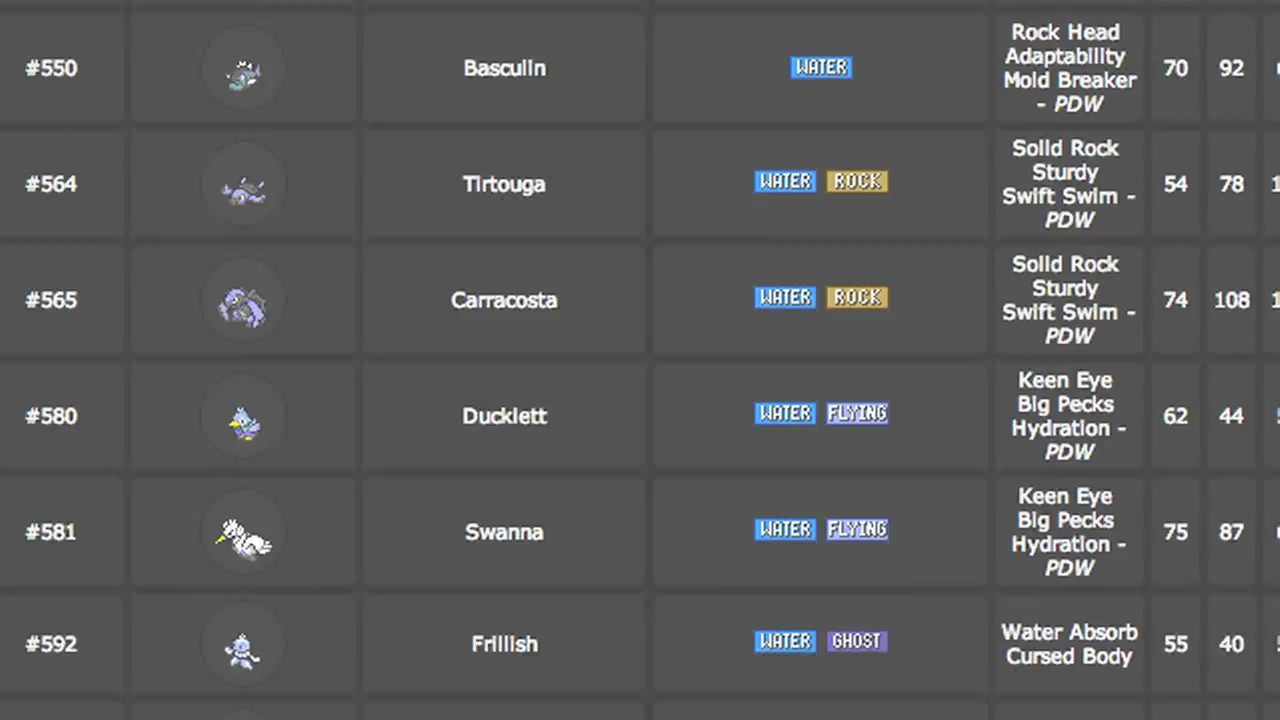 #550
Basculin
WATER
Rock Head
Adaptability
Mold Breaker
- PDW
70
92
#564
Tirtouga
WATER ROCK
Solid Rock
Sturdy
Swift Swim -
PDW
54
78
#565
Carracosta
WATER ROCK
Solid Rock
Sturdy
Swift Swim -
PDW
74
108
#580
Ducklett
WATER FLYING
Keen Eye
Big Pecks
Hydration -
PDW
62
44
#581
Swanna
WATER FLYING
Keen Eye
Big Pecks
Hydration -
PDW
75
87
#592
Frillish
WATER GHOST
Water Absorb
Cursed Body
55
40